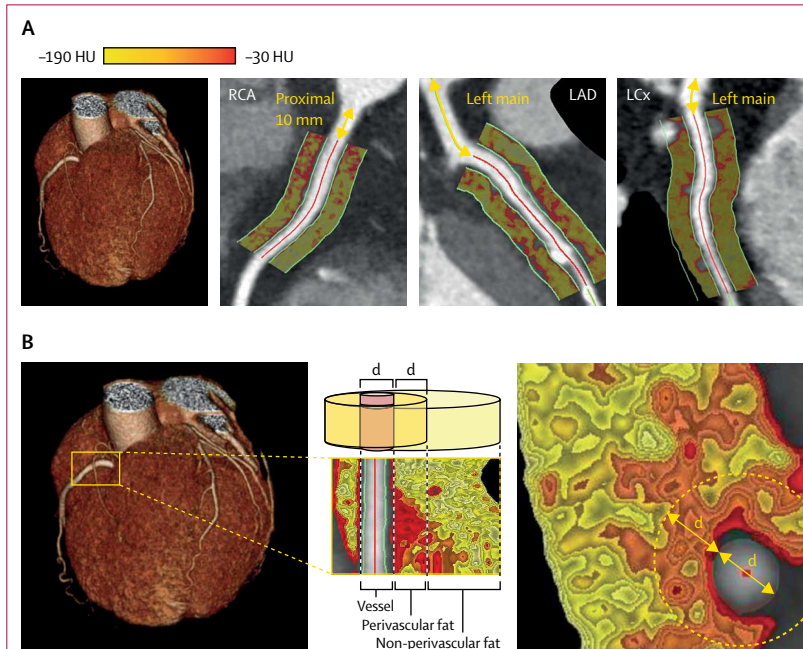 A
–190 HU –30 HU
RCA
Proximal
10 mm
Left main
LAD
LCx
Left main
B
d d
d
d
Vessel
Perivascular fat
Non-perivascular fat